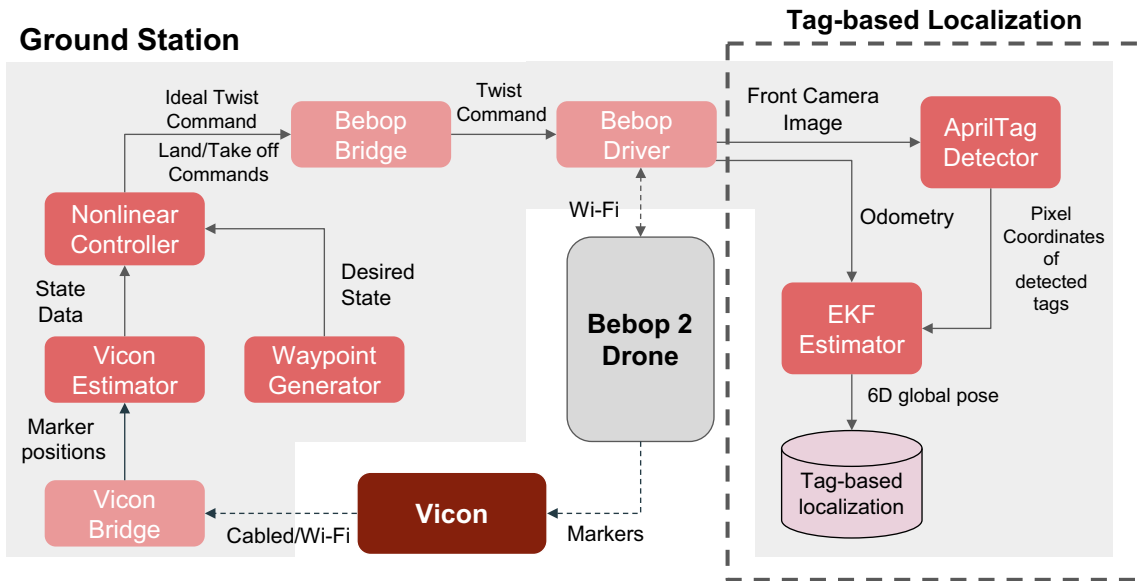 Tag-based Localization
Ground Station
Ideal Twist
Command
Land/Take off
Commands
Bebop
Bridge
Twist
Command
Bebop
Driver
Front Camera
Image
AprilTag
Detector
Nonlinear
Controller
Wi-Fi
Odometry
Pixel
Coordinates
of
detected
tags
State
Data
Desired
State
Bebop 2
Drone
EKF
Estimator
Vicon
Estimator
Waypoint
Generator
6D global pose
Marker
positions
Tag-based
localization
Vicon
Bridge
Cabled/Wi-Fi
Vicon
Markers